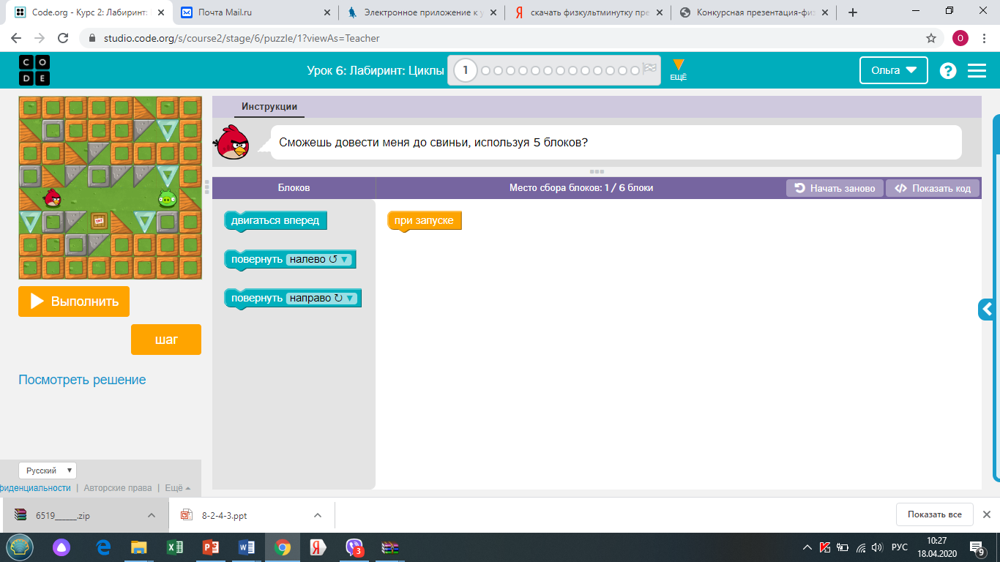 Code.org - Курс 2: Лабиринт:
Почта Mail.ru
Электронное приложение к у
скачать физкультминутку пре
Конкурсная презентация-физ
studio.code.org/s/course2/stage/6/puzzle/1?viewAs=Teacher
О
C O
D E
Урок 6: Лабиринт: Циклы
1
ЕЩЁ
Ольга
?
Инструкции
Сможешь довести меня до свиньи, используя 5 блоков?
Блоков
Место сбора блоков: 1 / 6 блоки
Начать заново
Показать код
двигаться вперед
при запуске
повернуть налево
повернуть направо
TNT
Выполнить
шаг
Посмотреть решение
Русский
фиденциальности | Авторские права | Ещё
6519_____.zip
8-2-4-3.ppt
Показать все
3
РУС
10:27
18.04.2020
9